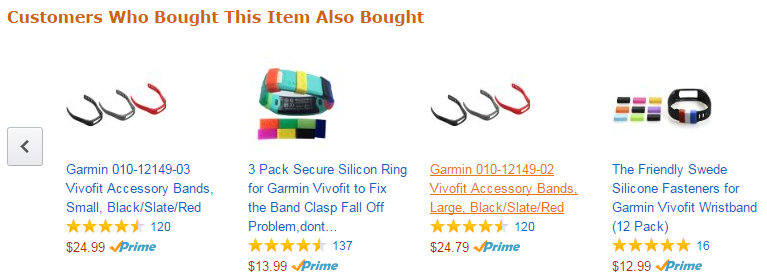 Customers Who Bought This Item Also Bought
Garmin 010-12149-03
Vivofit Accessory Bands,
Small, Black/Slate/Red
120
$24.99 Prime
3 Pack Secure Silicon Ring
for Garmin Vivofit to Fix
the Band Clasp Fall Off
Problem,dont...
137
$13.99 Prime
Garmin 010-12149-02
Vivofit Accessory Bands,
Large, Black/Slate/Red
120
$24.79 Prime
The Friendly Swede
Silicone Fasteners for
Garmin Vivofit Wristband
(12 Pack)
16
$12.99 Prime